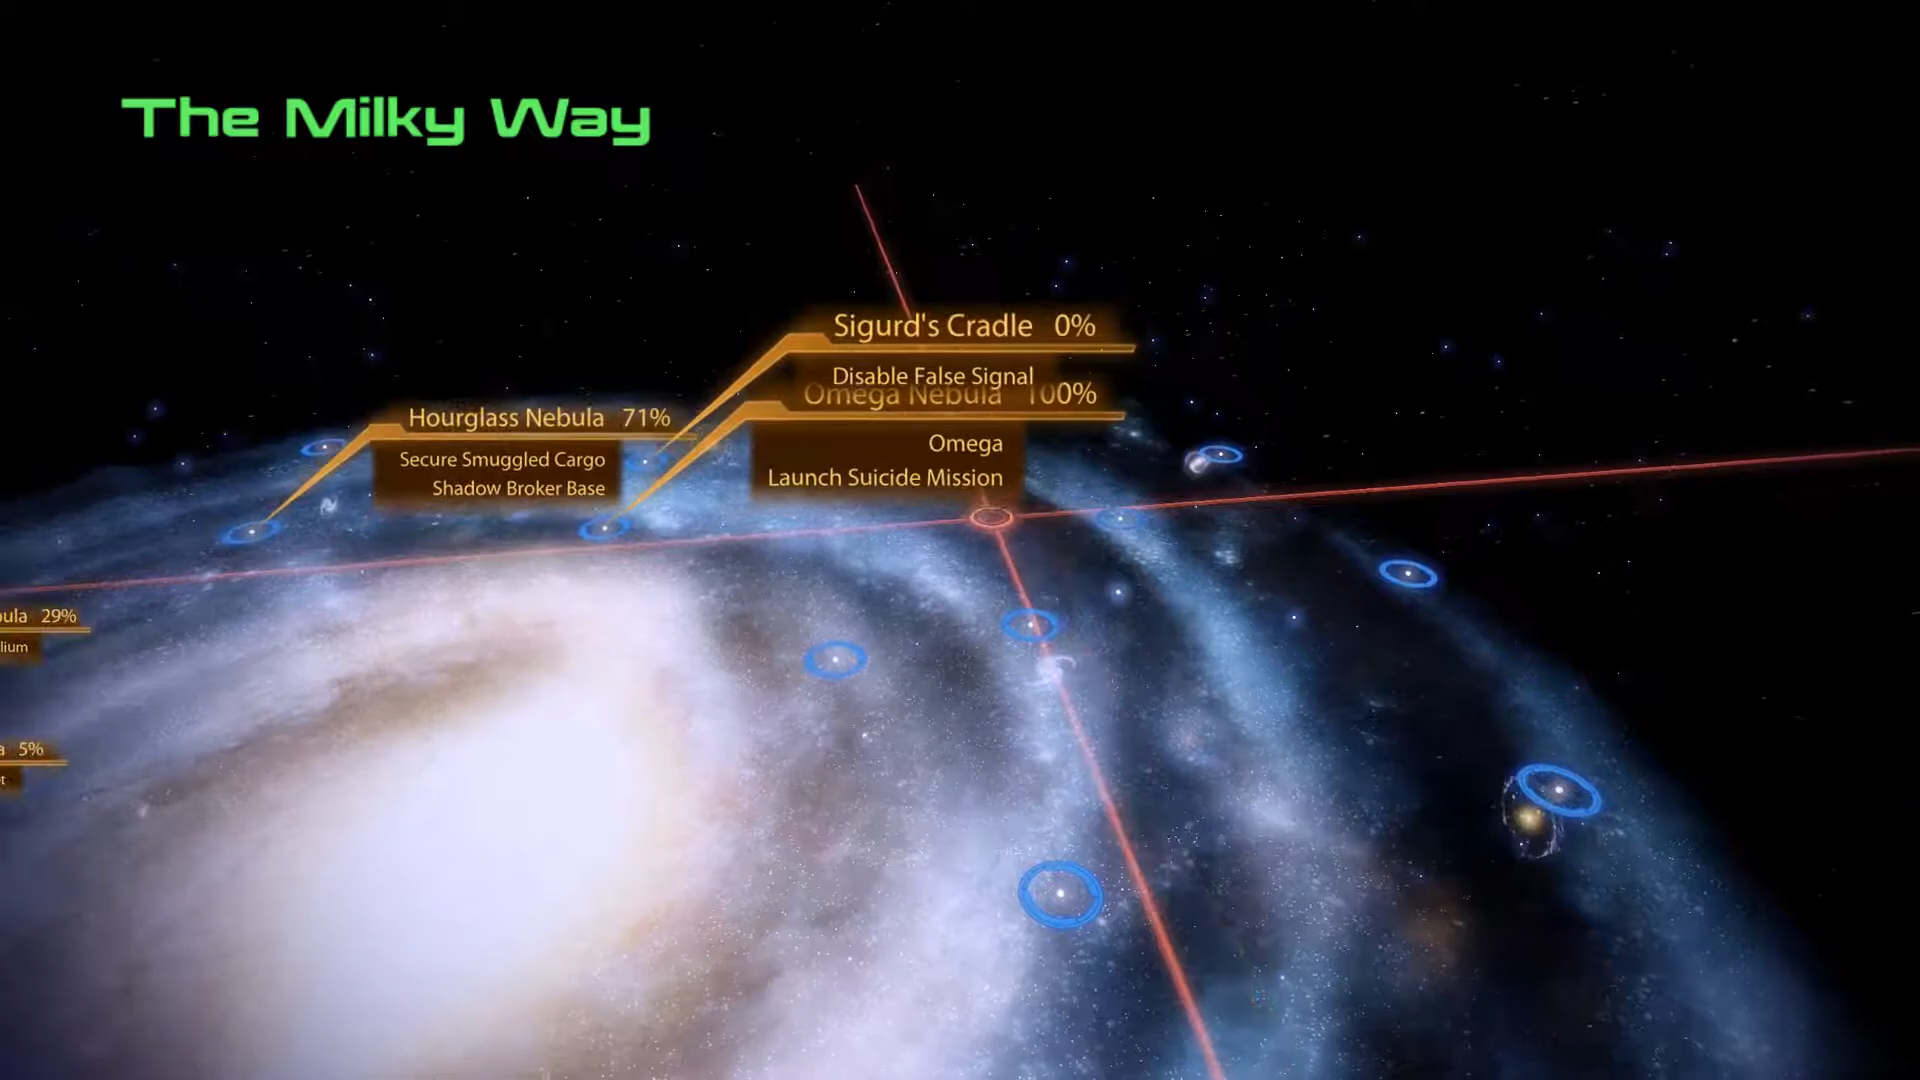 The Milky Way
Sigurd's Cradle 0%
Disable False Signal
Omega Nebula 100%
Omega
Launch Suicide Mission
Hourglass Nebula 71%
Secure Smuggled Cargo
Shadow Broker Base
29%
5%